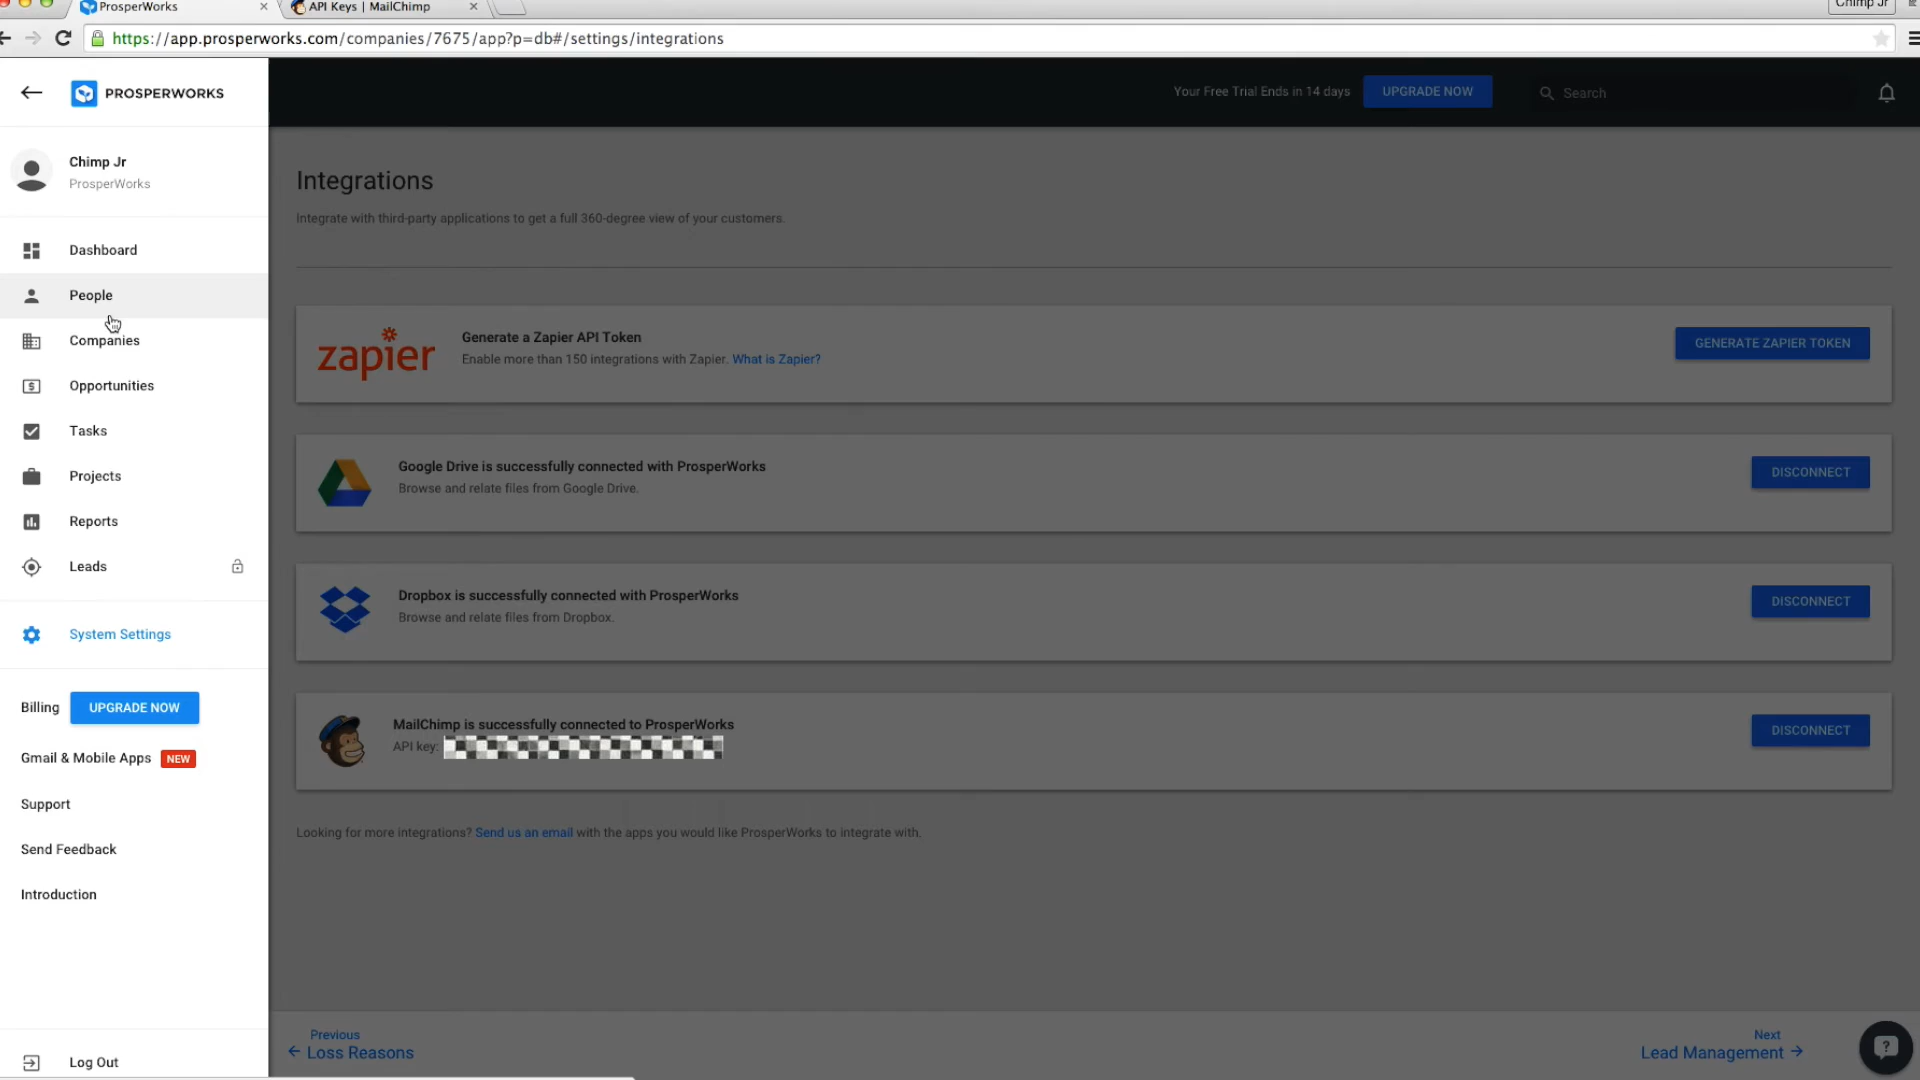 ProsperWorks
API Keys | MailChimp
Chimp Jr
https://app.prosperworks.com/companies/7675/app?p=db#/settings/integrations
PROSPERWORKS
Your Free Trial Ends in 14 days
UPGRADE NOW
Search
Chimp Jr
ProsperWorks
Dashboard
People
Companies
Opportunities
Tasks
Projects
Reports
Leads
System Settings
Billing
UPGRADE NOW
Gmail & Mobile Apps
NEW
Support
Send Feedback
Introduction
Log Out
Integrations
Integrate with third-party applications to get a full 360-degree view of your customers.
zapier
Generate a Zapier API Token
Enable more than 150 integrations with Zapier. What is Zapier?
GENERATE ZAPIER TOKEN
Google Drive is successfully connected with ProsperWorks
Browse and relate files from Google Drive.
DISCONNECT
Dropbox is successfully connected with ProsperWorks
Browse and relate files from Dropbox.
DISCONNECT
MailChimp is successfully connected to ProsperWorks
API key:
DISCONNECT
Looking for more integrations? Send us an email with the apps you would like ProsperWorks to integrate with.
Previous
Loss Reasons
Next
Lead Management